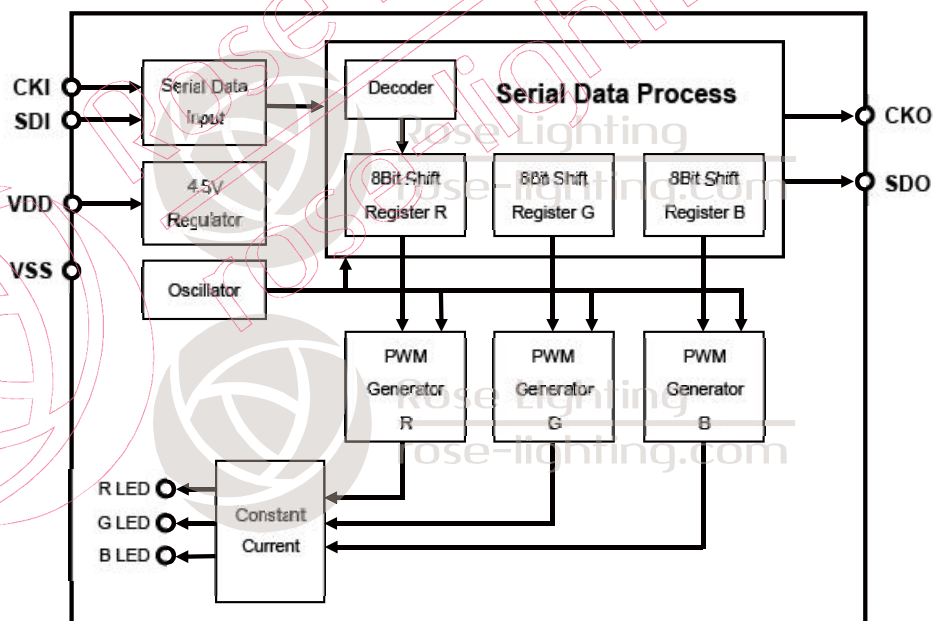 CKI
SDI
VDD
VSS
Serial Data
Input
4.5V
Regulator
Oscillator
Decoder
Serial Data Process
8Bit Shift
Register R
8Bit Shift
Register G
8Bit Shift
Register B
CKO
SDO
PWM
Generator
R
PWM
Generator
G
PWM
Generator
B
R LED
G LED
B LED
Constant
Current
Rose Lighting
rose-lighting.com
Rose Lighting
rose-lighting.com